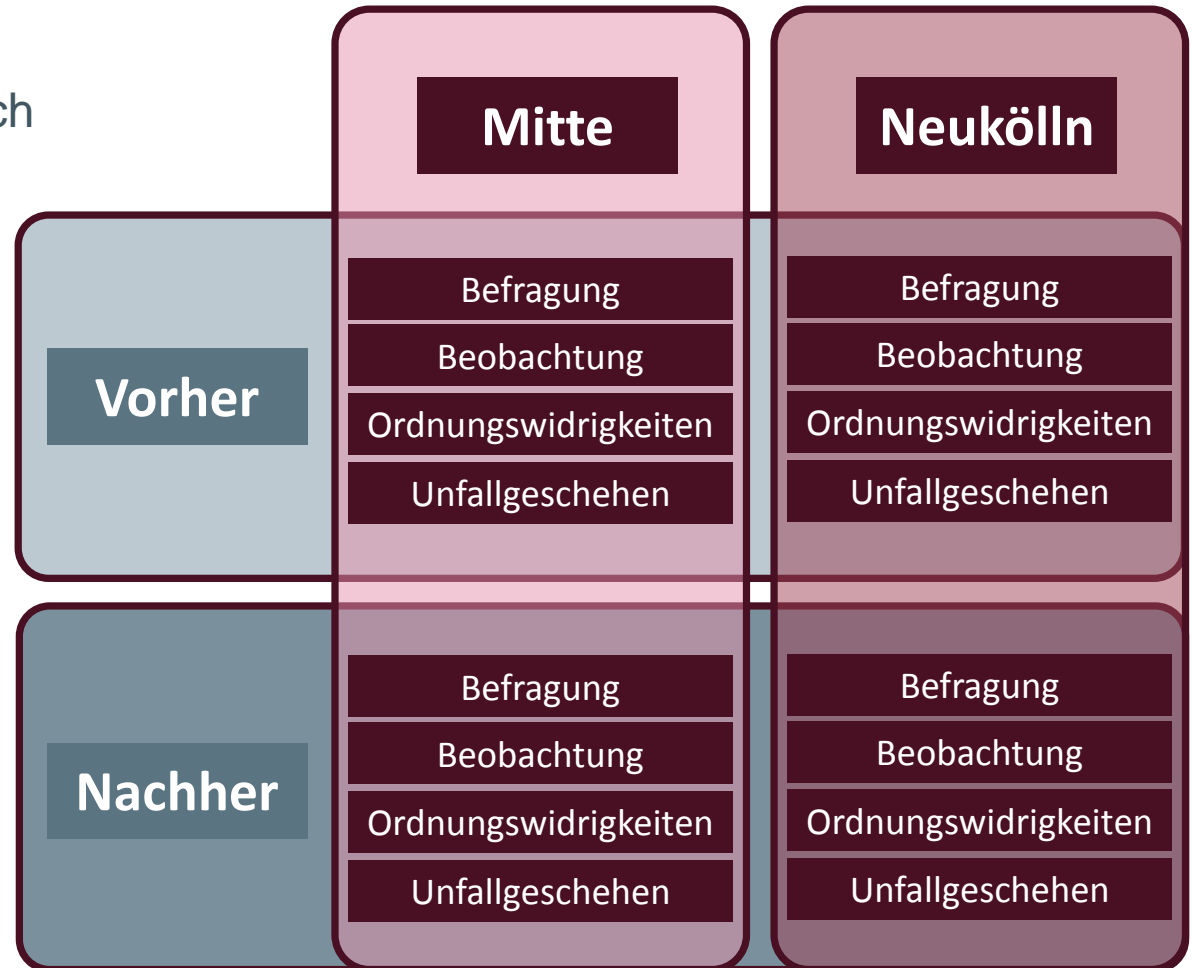 ch
Mitte
Neukölln
Vorher
Befragung
Beobachtung
Ordnungswidrigkeiten
Unfallgeschehen
Befragung
Beobachtung
Ordnungswidrigkeiten
Unfallgeschehen
Nachher
Befragung
Beobachtung
Ordnungswidrigkeiten
Unfallgeschehen
Befragung
Beobachtung
Ordnungswidrigkeiten
Unfallgeschehen